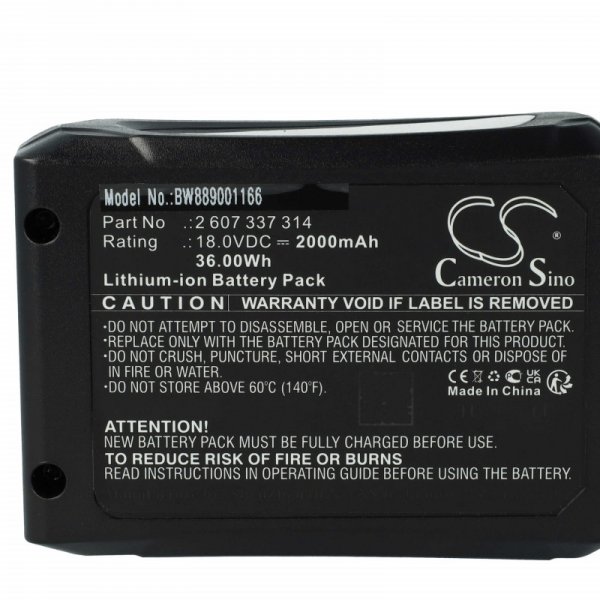 Model No.:BW889001166
Part No .:2 607 337 314
Rating .:18.0VDC ⎓ 2000mAh
36.00Wh
Lithium-ion Battery Pack
CS
®
Cameron Sino
CAUTION WARRANTY VOID IF LABEL IS REMOVED
•DO NOT ATTEMPT TO DISASSEMBLE, OPEN OR SERVICE THE BATTERY PACK.
•REPLACE ONLY WITH THE BATTERY PACK DESIGNATED FOR THIS PRODUCT.
•DO NOT CRUSH, PUNCTURE, SHORT EXTERNAL CONTACTS OR DISPOSE OF
IN FIRE OR WATER.
•DO NOT STORE ABOVE 60℃ (140℉).
CE UK CA
Made In China
ATTENTION!
NEW BATTERY PACK MUST BE FULLY CHARGED BEFORE USE.
TO REDUCE RISK OF FIRE OR BURNS
READ INSTRUCTIONS IN OPERATING GUIDE BEFORE INSTALLING BATTERY.